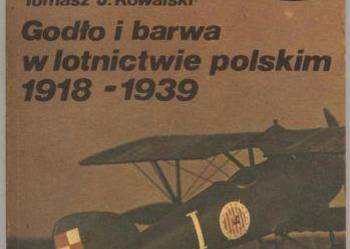 Tomasz J. Kowalski
Godło i barwa
w lotnictwie polskim
1918 - 1939